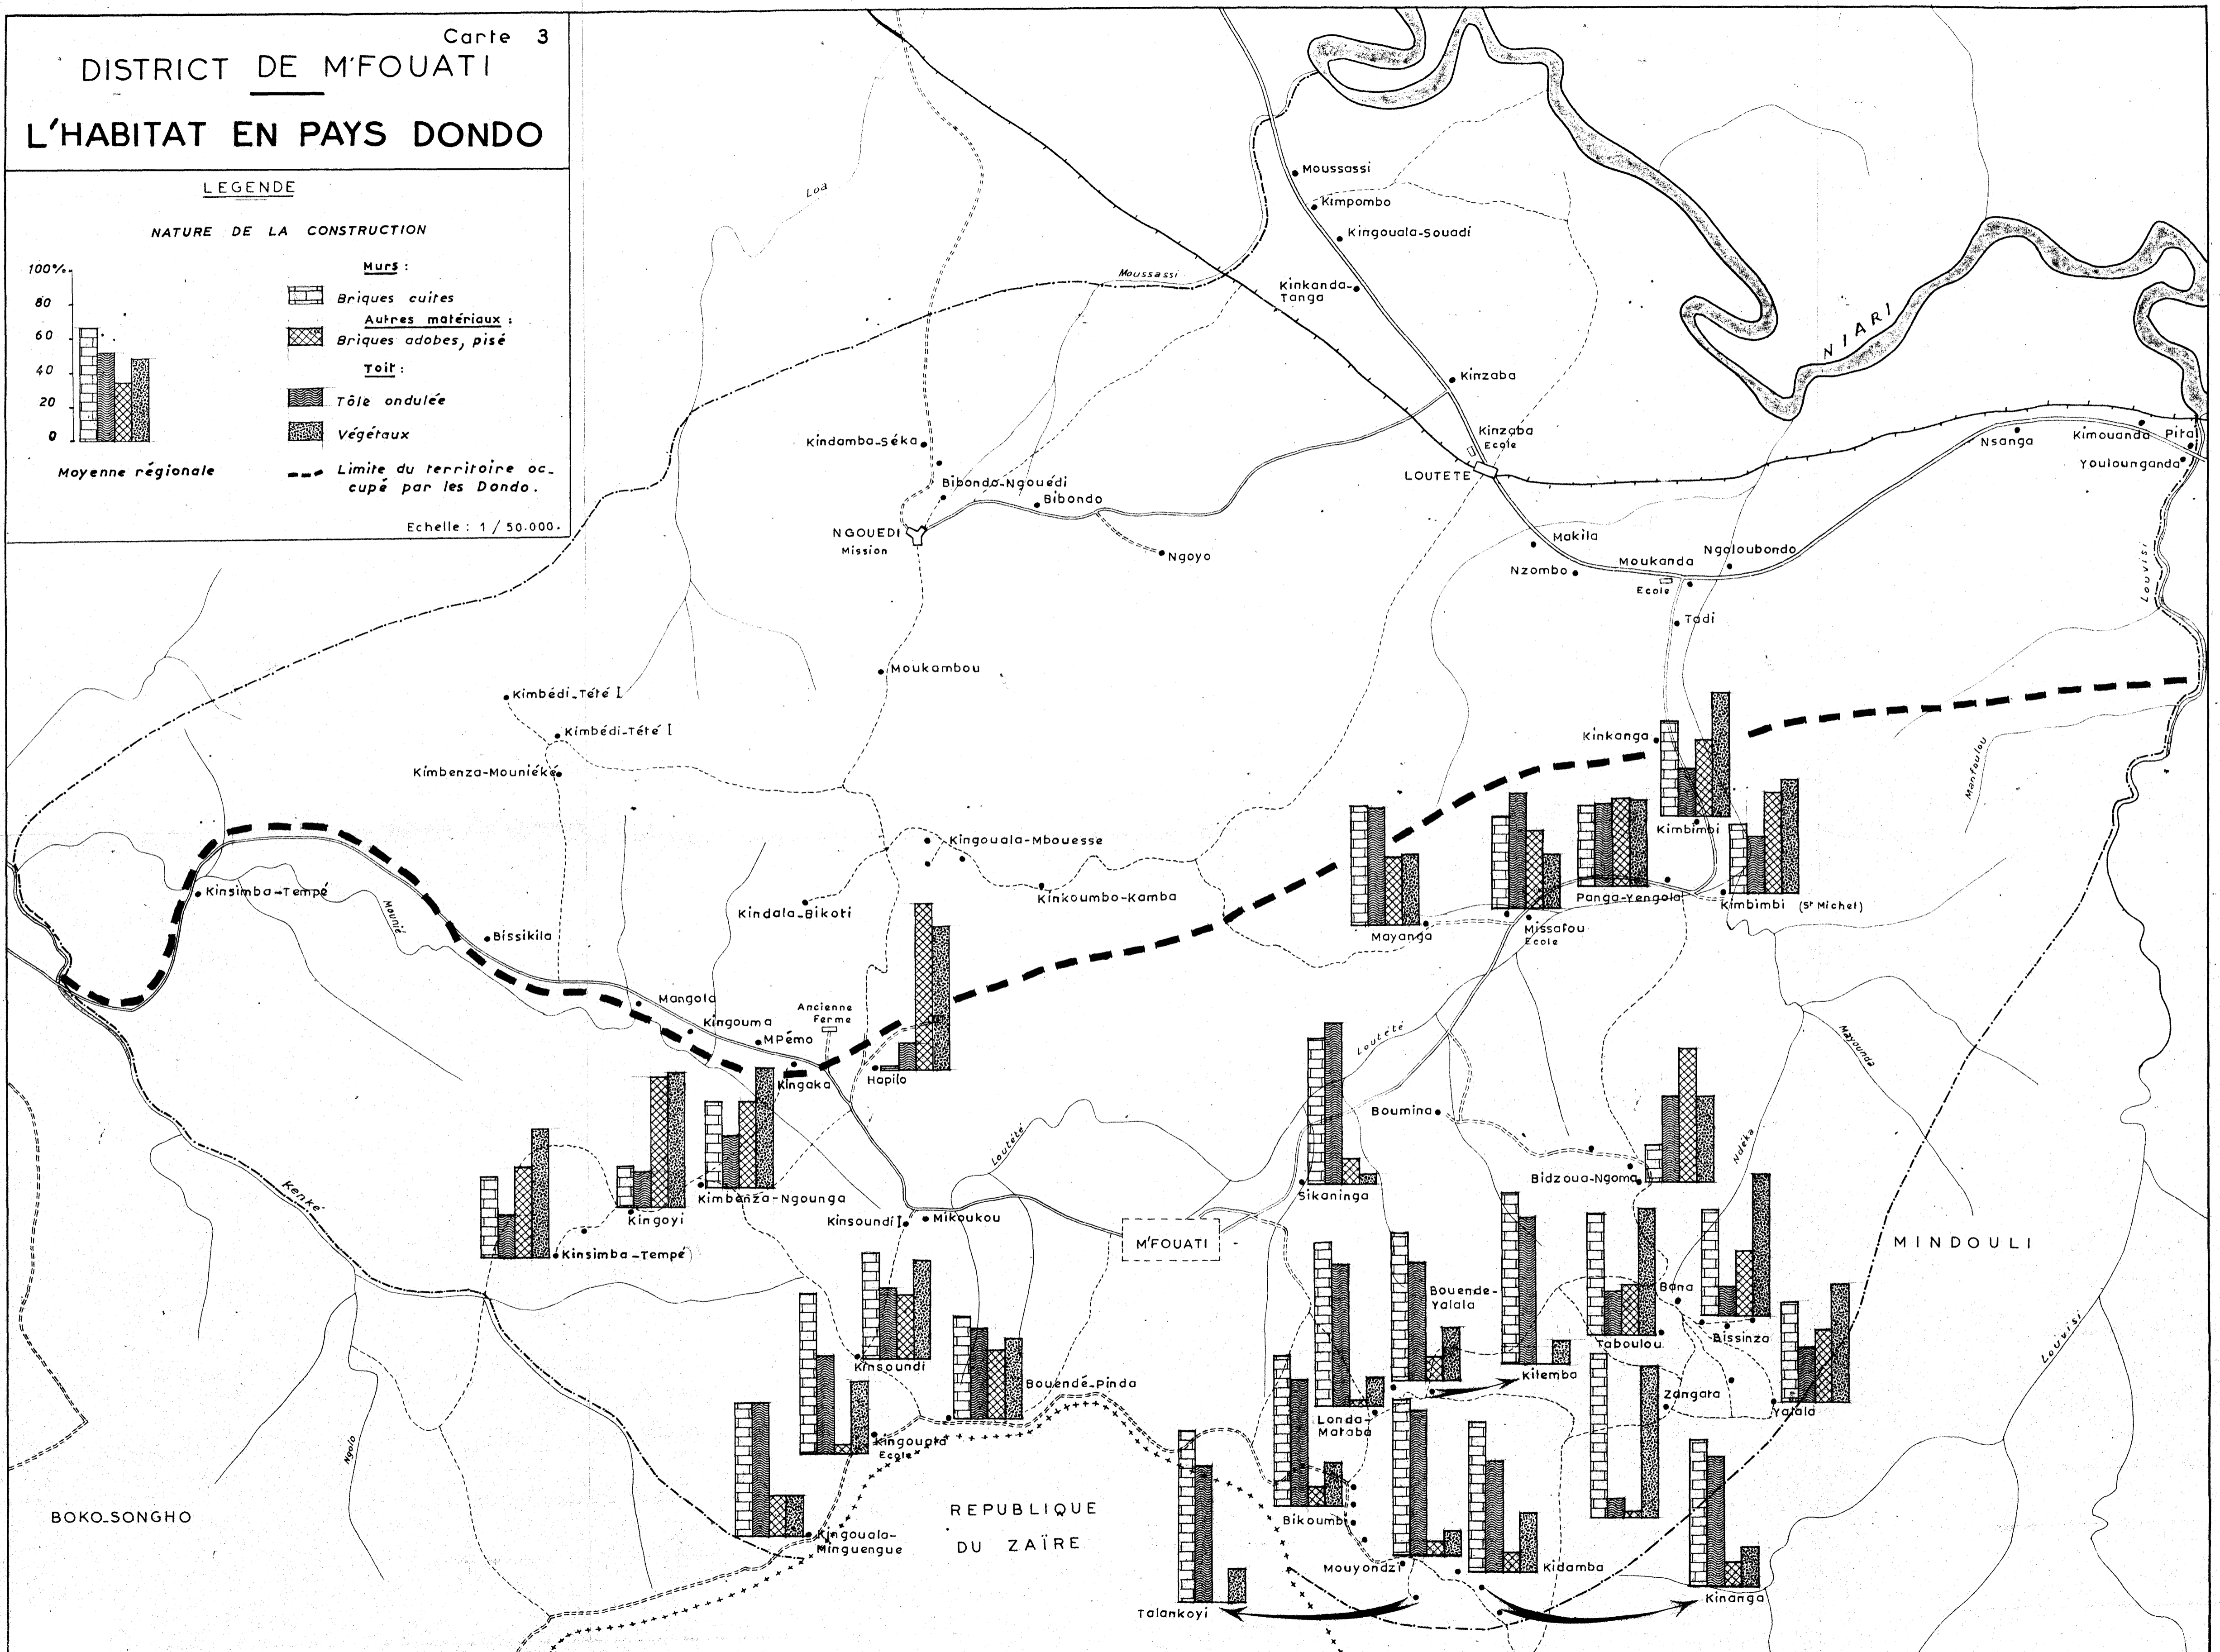 Carte 3
DISTRICT DE M'FOUATI
L'HABITAT EN PAYS DONDO
LEGENDE
NATURE DE LA CONSTRUCTION
100%
80
60
40
20
0
Moyenne régionale
Murs :
Briques cuites
Autres matériaux :
Briques adobes, pisé
Toit :
Tôle ondulée
Végétaux
Limite du territoire oc-
cupé par les Dondo.
Echelle : 1 / 50.000.
Loa
Moussassi
Moussassi
Kimpombo
Kingouala-Souadi
Kinkanda-
Tanga
NIARI
Kinzaba
Kinzaba
Ecole
LOUTETE
Kindamba-Séka
Bibondo-Ngouédi
Bibondo
NGOUEDI
Mission
Ngoyo
Nsanga
Kimouanda
Pita
Youlounganda
Makila
Nzombo
Moukanda
Ecole
Ngoloubondo
Tadi
Louvisi
Moukambou
Kimbédi-Tété I
Kimbédi-Tété I
Kimbenza-Mouniéké
Kinkanga
Kimbimbi
Manfoulou
Kinsimba-Tempé
Mounié
Bissikila
Kindala-Bikoti
Kingouala-Mbouesse
Kinkoumbo-Kamba
Mayanga
Missafou
Ecole
Panga-Yengola
Kimbimbi (St Michel)
Mangola
Kingouma
MPémo
Ancienne
Ferme
Kingaka
Hapilo
Loutété
Mayounda
Boumina
Loutété
Ndéka
Bidzoua-Ngoma
Kenké
Kingoyi
Kimbenza-Ngounga
Kinsimba-Tempé
Kinsoundi I
Mikoukou
M'FOUATI
Sikaninga
MINDOULI
Bouende-
Yalala
Bana
Taboulou
Bissinza
Kinsoundi
Bouendé-Pinda
Kitemba
Zangata
Yalala
Louvisi
Londa-
Mataba
Kingouala
Ecole
Ngolo
BOKO-SONGHO
REPUBLIQUE
DU ZAÏRE
Kingouala-
Minguengue
Bikoumbi
Mouyondzi
Kidamba
Talankoyi
Kinanga